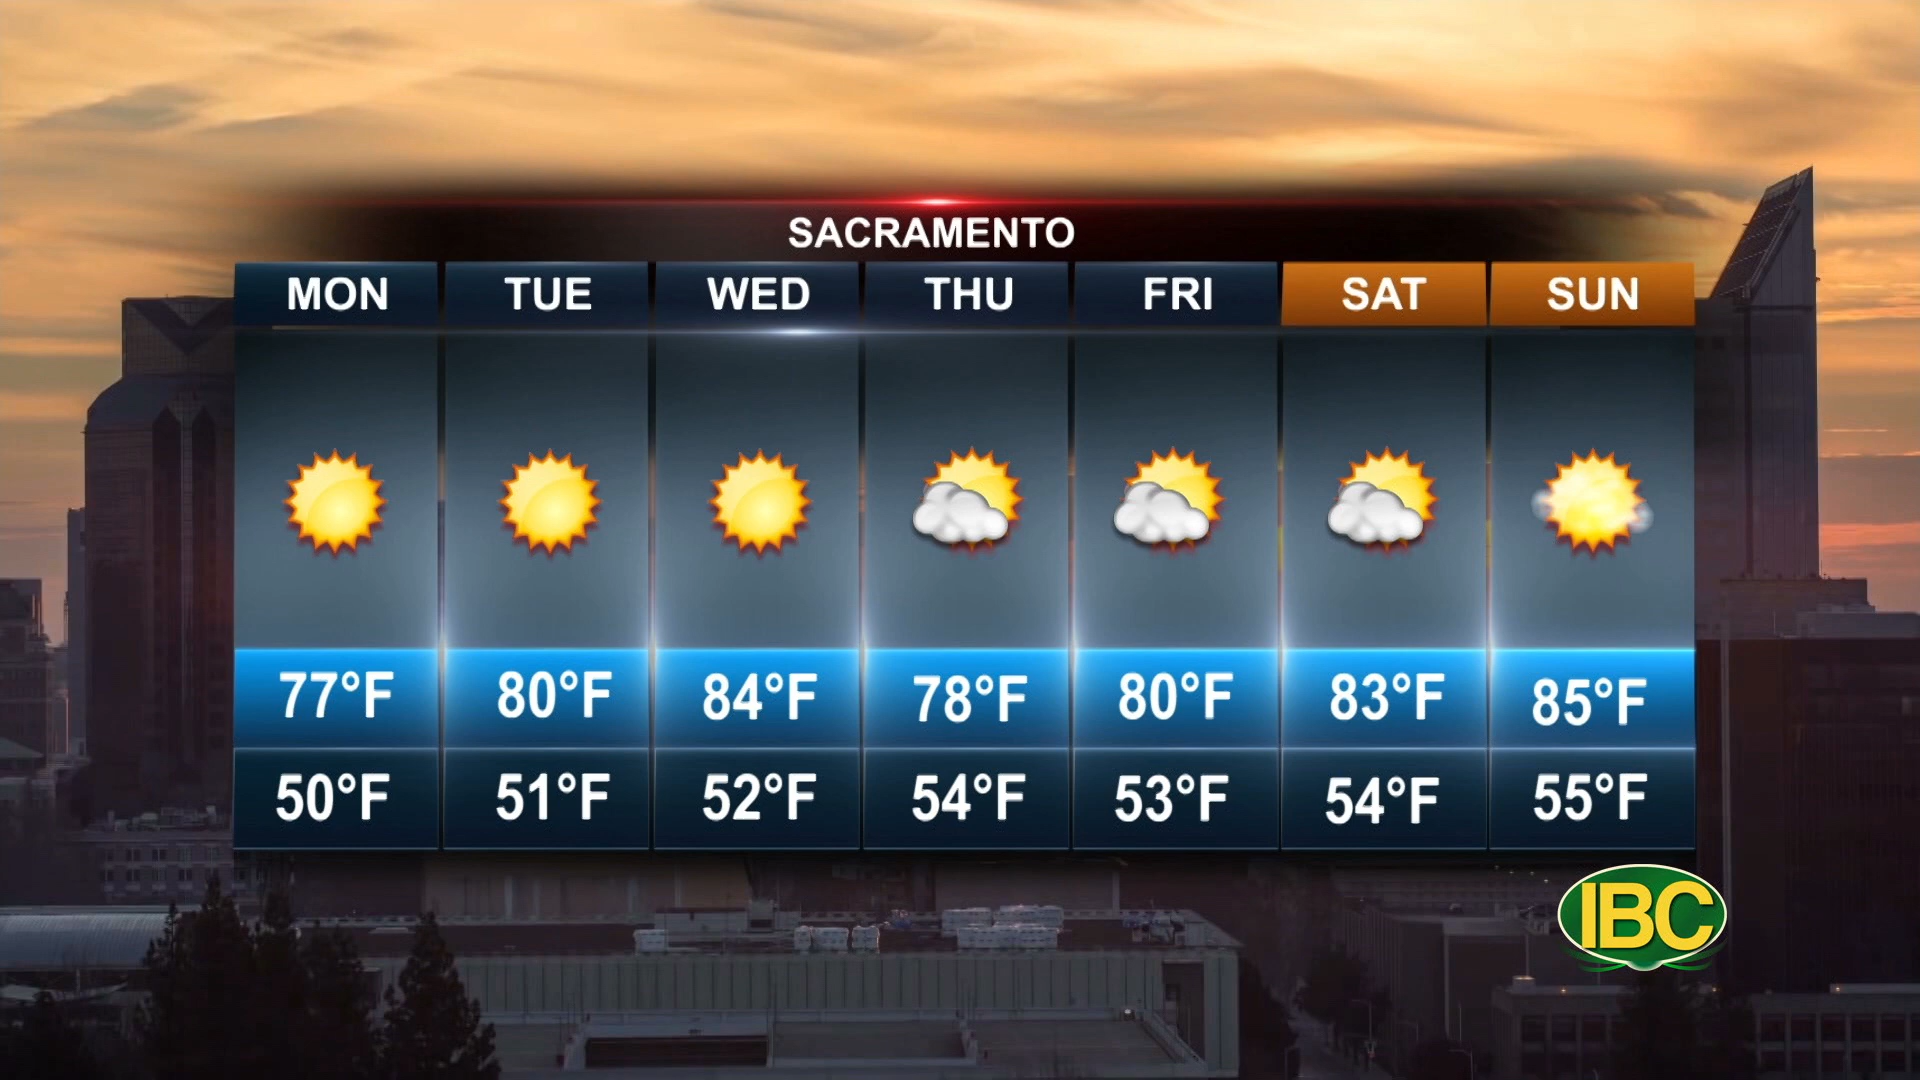 SACRAMENTO
MON TUE WED THU FRI SAT SUN
77°F 80°F 84°F 78°F 80°F 83°F 85°F
50°F 51°F 52°F 54°F 53°F 54°F 55°F
IBC